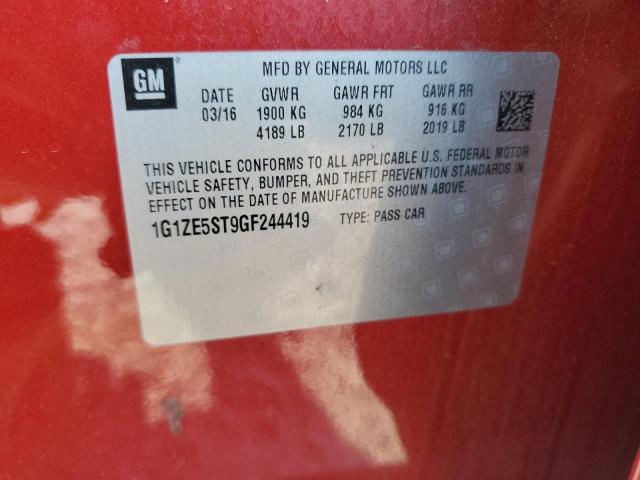 GM
MFD BY GENERAL MOTORS LLC
DATE GVWR GAWR FRT GAWR RR
03/16 1900 KG 984 KG 916 KG
4189 LB 2170 LB 2019 LB
THIS VEHICLE CONFORMS TO ALL APPLICABLE U.S. FEDERAL MOTOR
VEHICLE SAFETY, BUMPER, AND THEFT PREVENTION STANDARDS IN
EFFECT ON THE DATE OF MANUFACTURE SHOWN ABOVE.
1G1ZE5ST9GF244419 TYPE: PASS CAR